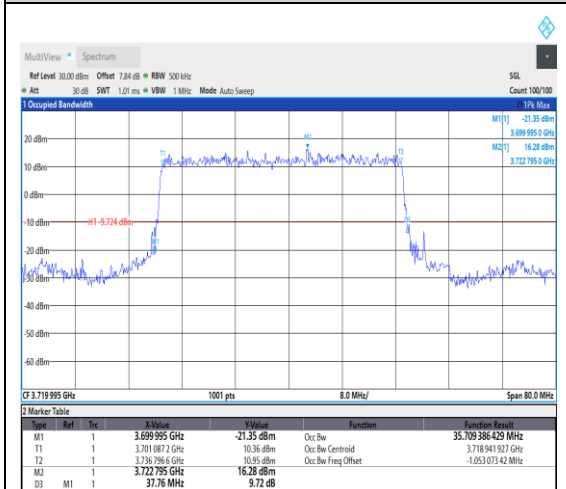 MultiView Spectrum
Ref Level 30.00 dBm Offset 7.84 dB RBW 500 kHz SGL
Att 30 dB SWT 1.01 ms VBW 1 MHz Mode Auto Sweep Count 100/100
1 Occupied Bandwidth 1Pk Max
M1[1] -21.35 dBm
3.699 995 0 GHz
M2[1] 16.28 dBm
3.722 795 0 GHz
20 dBm
M2
T1
T2
10 dBm
0 dBm
-10 dBm
H1 -9.724 dBm
D3
M1
-20 dBm
-30 dBm
-40 dBm
-50 dBm
-60 dBm
CF 3.719 995 GHz 1001 pts 8.0 MHz/ Span 80.0 MHz
2 Marker Table
Type Ref Trc X-Value Y-Value Function Function Result
M1 1 3.699 995 GHz -21.35 dBm Occ Bw 35.709 386 429 MHz
T1 1 3.701 087 2 GHz 10.36 dBm Occ Bw Centroid 3.718 941 927 GHz
T2 1 3.736 796 6 GHz 10.95 dBm Occ Bw Freq Offset -1.053 073 42 MHz
M2 1 3.722 795 GHz 16.28 dBm
D3 M1 1 37.76 MHz 9.72 dB